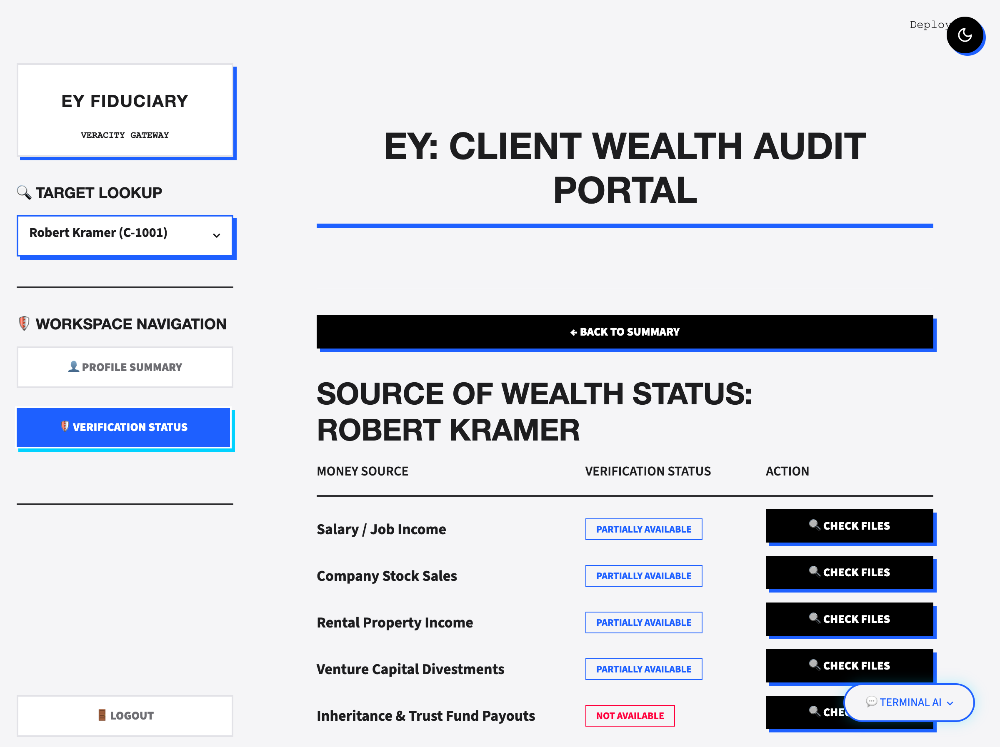 Deploy
EY FIDUCIARY
VERACITY GATEWAY
TARGET LOOKUP
Robert Kramer (C-1001)
WORKSPACE NAVIGATION
PROFILE SUMMARY
VERIFICATION STATUS
LOGOUT
EY: CLIENT WEALTH AUDIT
PORTAL
← BACK TO SUMMARY
SOURCE OF WEALTH STATUS:
ROBERT KRAMER
MONEY SOURCE VERIFICATION STATUS ACTION
Salary / Job Income PARTIALLY AVAILABLE CHECK FILES
Company Stock Sales PARTIALLY AVAILABLE CHECK FILES
Rental Property Income PARTIALLY AVAILABLE CHECK FILES
Venture Capital Divestments PARTIALLY AVAILABLE CHECK FILES
Inheritance & Trust Fund Payouts NOT AVAILABLE
TERMINAL AI